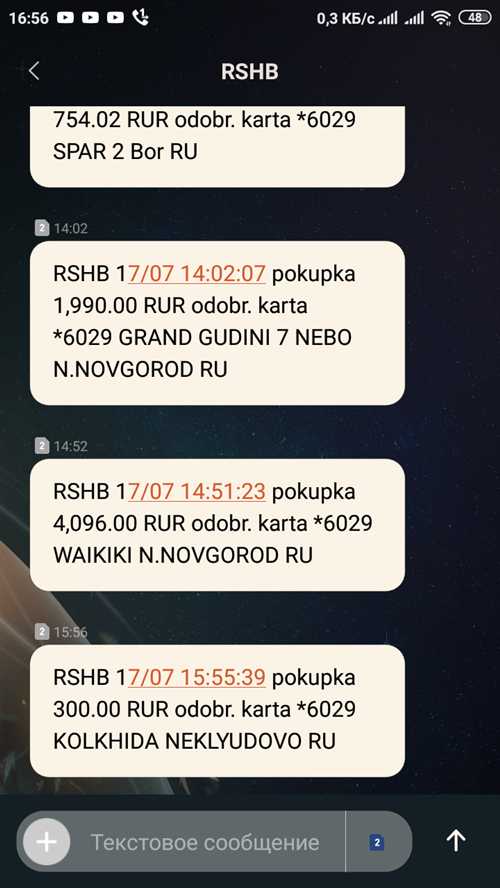 16:56 0,3 КБ/с 48
RSHB
754.02 RUR odobr. karta *6029
SPAR 2 Bor RU
2 14:02
RSHB 17/07 14:02:07 pokupka
1,990.00 RUR odobr. karta
*6029 GRAND GUDINI 7 NEBO
N.NOVGOROD RU
2 14:52
RSHB 17/07 14:51:23 pokupka
4,096.00 RUR odobr. karta *6029
WAIKIKI N.NOVGOROD RU
2 15:56
RSHB 17/07 15:55:39 pokupka
300.00 RUR odobr. karta *6029
KOLKHIDA NEKLYUDOVO RU
Текстовое сообщение 2